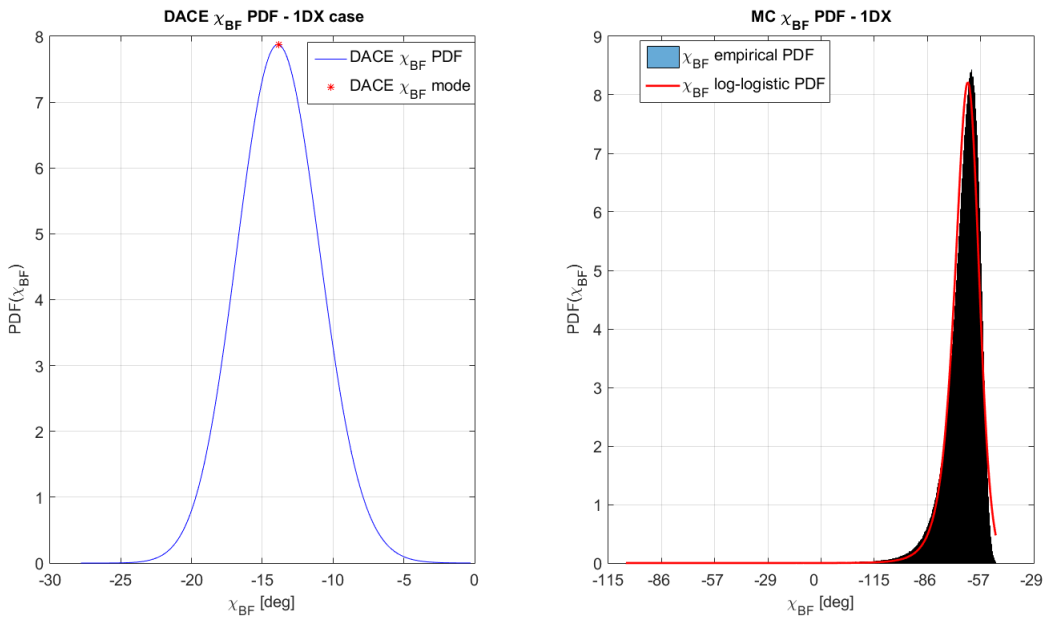 DACE χBF PDF - 1DX case
8
7
6
5
4
3
2
1
0
PDF(χBF)
DACE χBF PDF
DACE χBF mode
-30 -25 -20 -15 -10 -5 0
χBF [deg]
MC χBF PDF - 1DX
9
8
7
6
5
4
3
2
1
0
PDF(χBF)
χBF empirical PDF
χBF log-logistic PDF
-115 -86 -57 -29 0 -115 -86 -57 -29
χBF [deg]